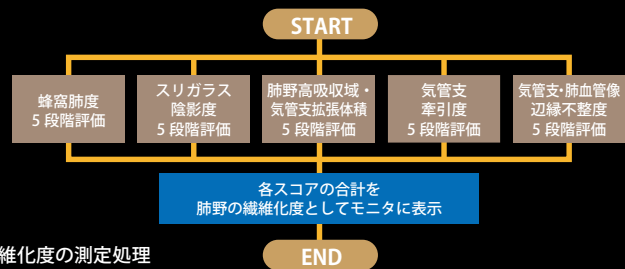 START
蜂窩肺度
5 段階評価
スリガラス
陰影度
5 段階評価
肺野高吸収域・
気管支拡張体積
5 段階評価
気管支
牽引度
5 段階評価
気管支・肺血管像
辺縁不整度
5 段階評価
各スコアの合計を
肺野の繊維化度としてモニタに表示
維化度の測定処理
END